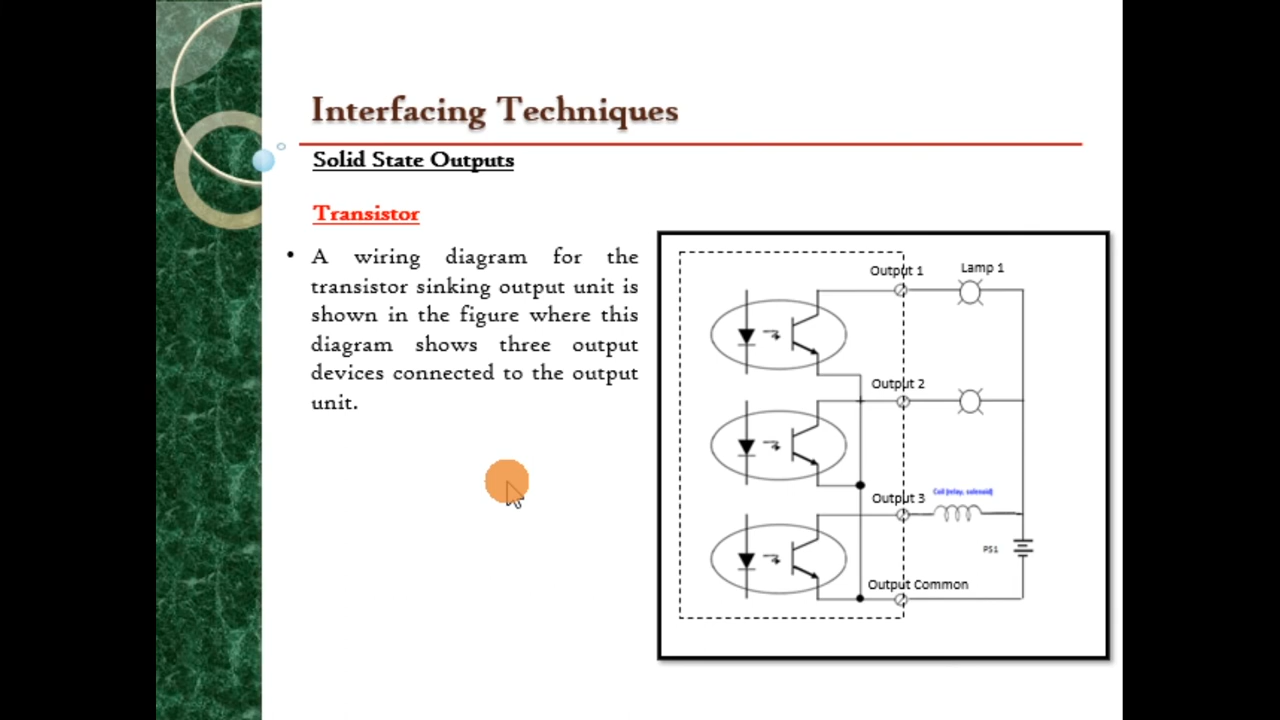 Interfacing Techniques
Solid State Outputs
Transistor
• A wiring diagram for the
transistor sinking output unit is
shown in the figure where this
diagram shows three output
devices connected to the output
unit.
Output 1
Lamp 1
Output 2
Output 3
Coil (relay, solenoid)
PS1
Output Common